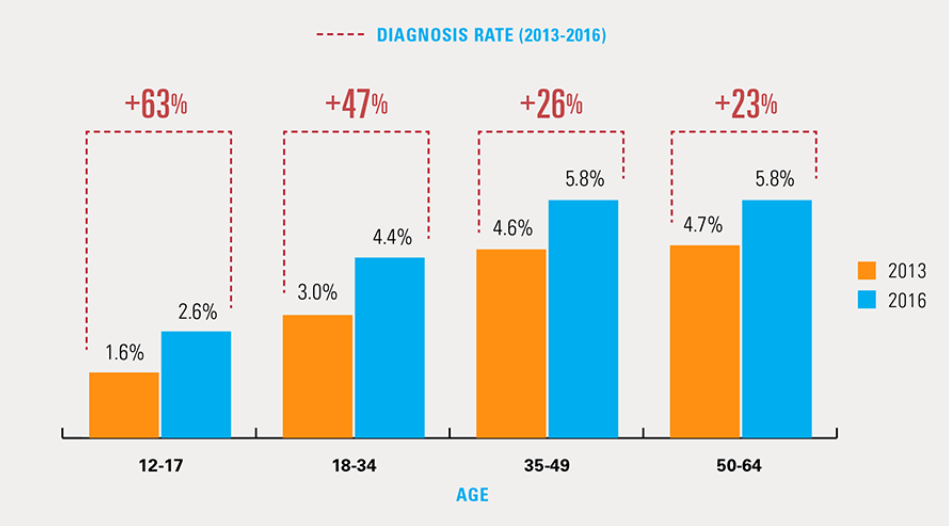 DIAGNOSIS RATE (2013-2016)
+63% +47% +26% +23%
1.6% 2.6% 3.0% 4.4% 4.6% 5.8% 4.7% 5.8%
2013
2016
12-17 18-34 35-49 50-64
AGE